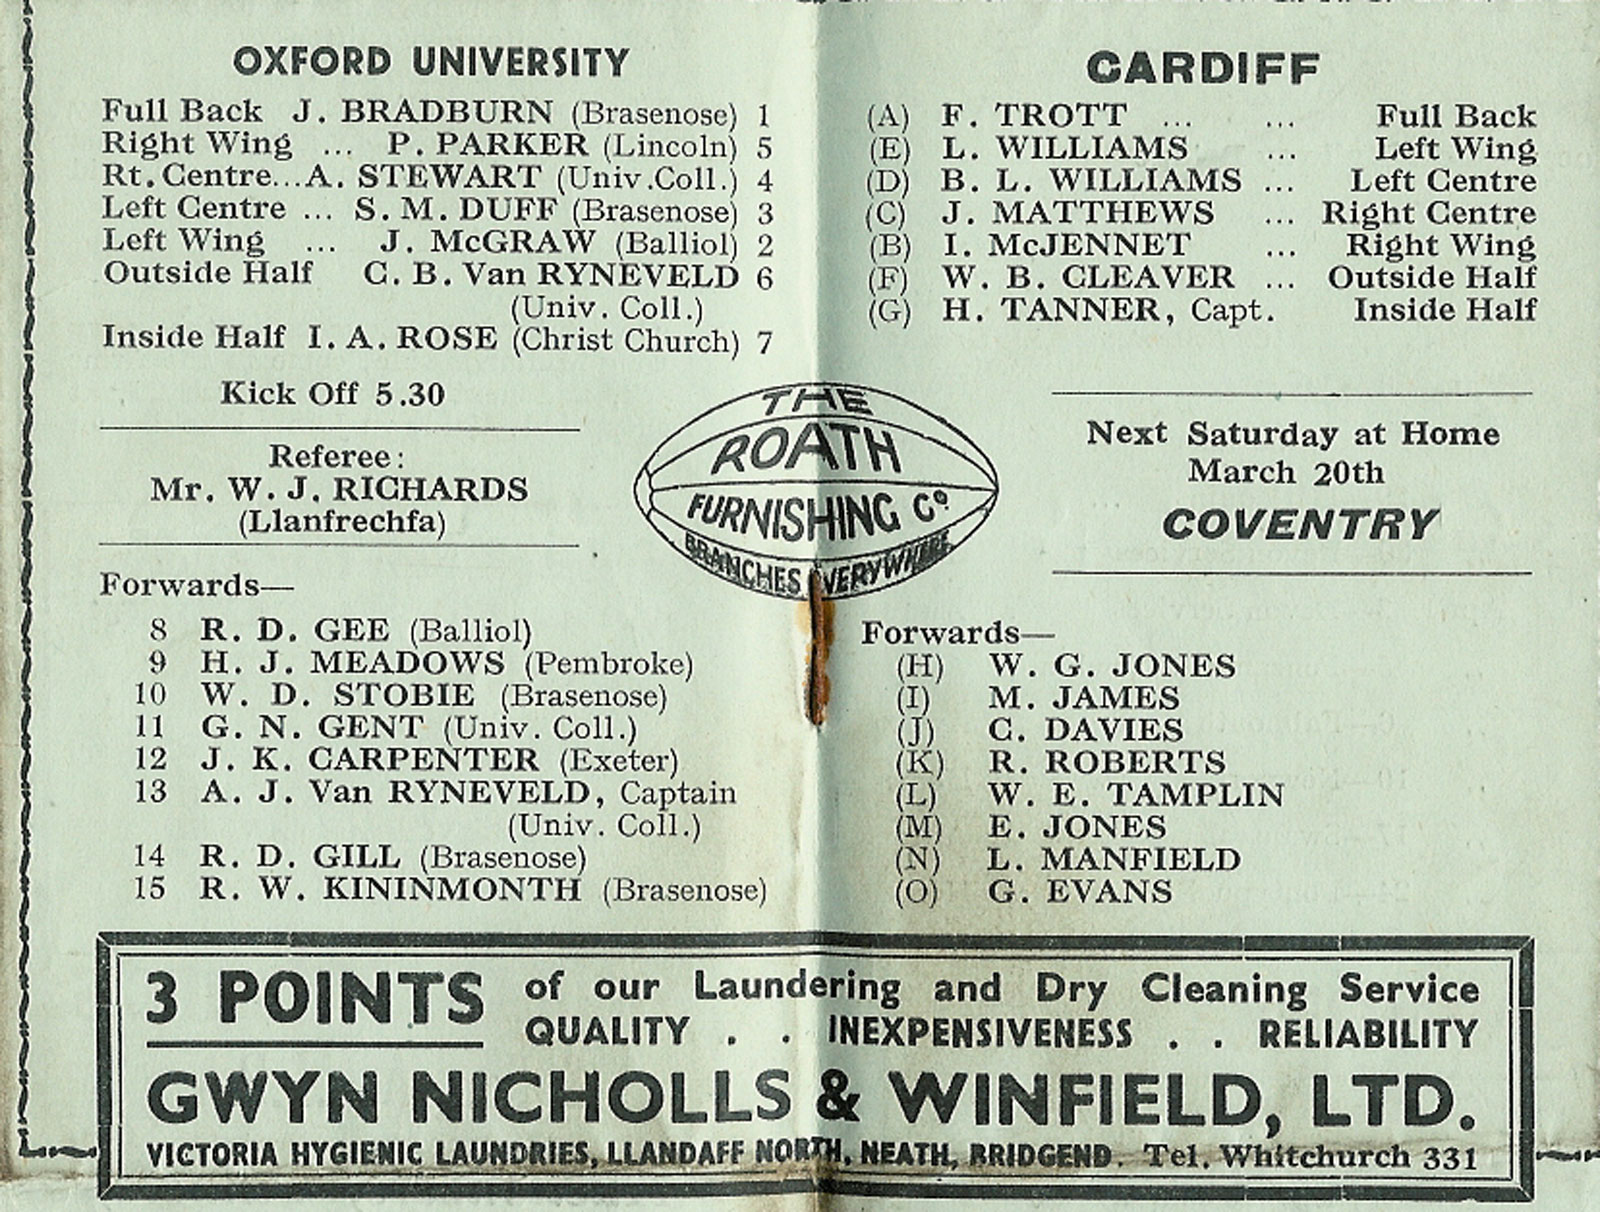 OXFORD UNIVERSITY
Full Back J. BRADBURN (Brasenose) 1
Right Wing ... P. PARKER (Lincoln) 5
Rt. Centre...A. STEWART (Univ.Coll.) 4
Left Centre ... S. M. DUFF (Brasenose) 3
Left Wing ... J. McGRAW (Balliol) 2
Outside Half C. B. Van RYNEVELD 6
(Univ. Coll.)
Inside Half I. A. ROSE (Christ Church) 7
Kick Off 5.30
Referee:
Mr. W. J. RICHARDS
(Llanfrechfa)
Forwards—
8 R. D. GEE (Balliol)
9 H. J. MEADOWS (Pembroke)
10 W. D. STOBIE (Brasenose)
11 G. N. GENT (Univ. Coll.)
12 J. K. CARPENTER (Exeter)
13 A. J. Van RYNEVELD, Captain
(Univ. Coll.)
14 R. D. GILL (Brasenose)
15 R. W. KININMONTH (Brasenose)
THE
ROATH
FURNISHING Co.
BRANCHES EVERYWHERE
CARDIFF
(A) F. TROTT ... ... Full Back
(E) L. WILLIAMS ... Left Wing
(D) B. L. WILLIAMS ... Left Centre
(C) J. MATTHEWS ... Right Centre
(B) I. McJENNET ... Right Wing
(F) W. B. CLEAVER ... Outside Half
(G) H. TANNER, Capt. Inside Half
Next Saturday at Home
March 20th
COVENTRY
Forwards—
(H) W. G. JONES
(I) M. JAMES
(J) C. DAVIES
(K) R. ROBERTS
(L) W. E. TAMPLIN
(M) E. JONES
(N) L. MANFIELD
(O) G. EVANS
3 POINTS of our Laundering and Dry Cleaning Service
QUALITY . . INEXPENSIVENESS . . RELIABILITY
GWYN NICHOLLS & WINFIELD, LTD.
VICTORIA HYGIENIC LAUNDRIES, LLANDAFF NORTH, NEATH, BRIDGEND. Tel. Whitchurch 331